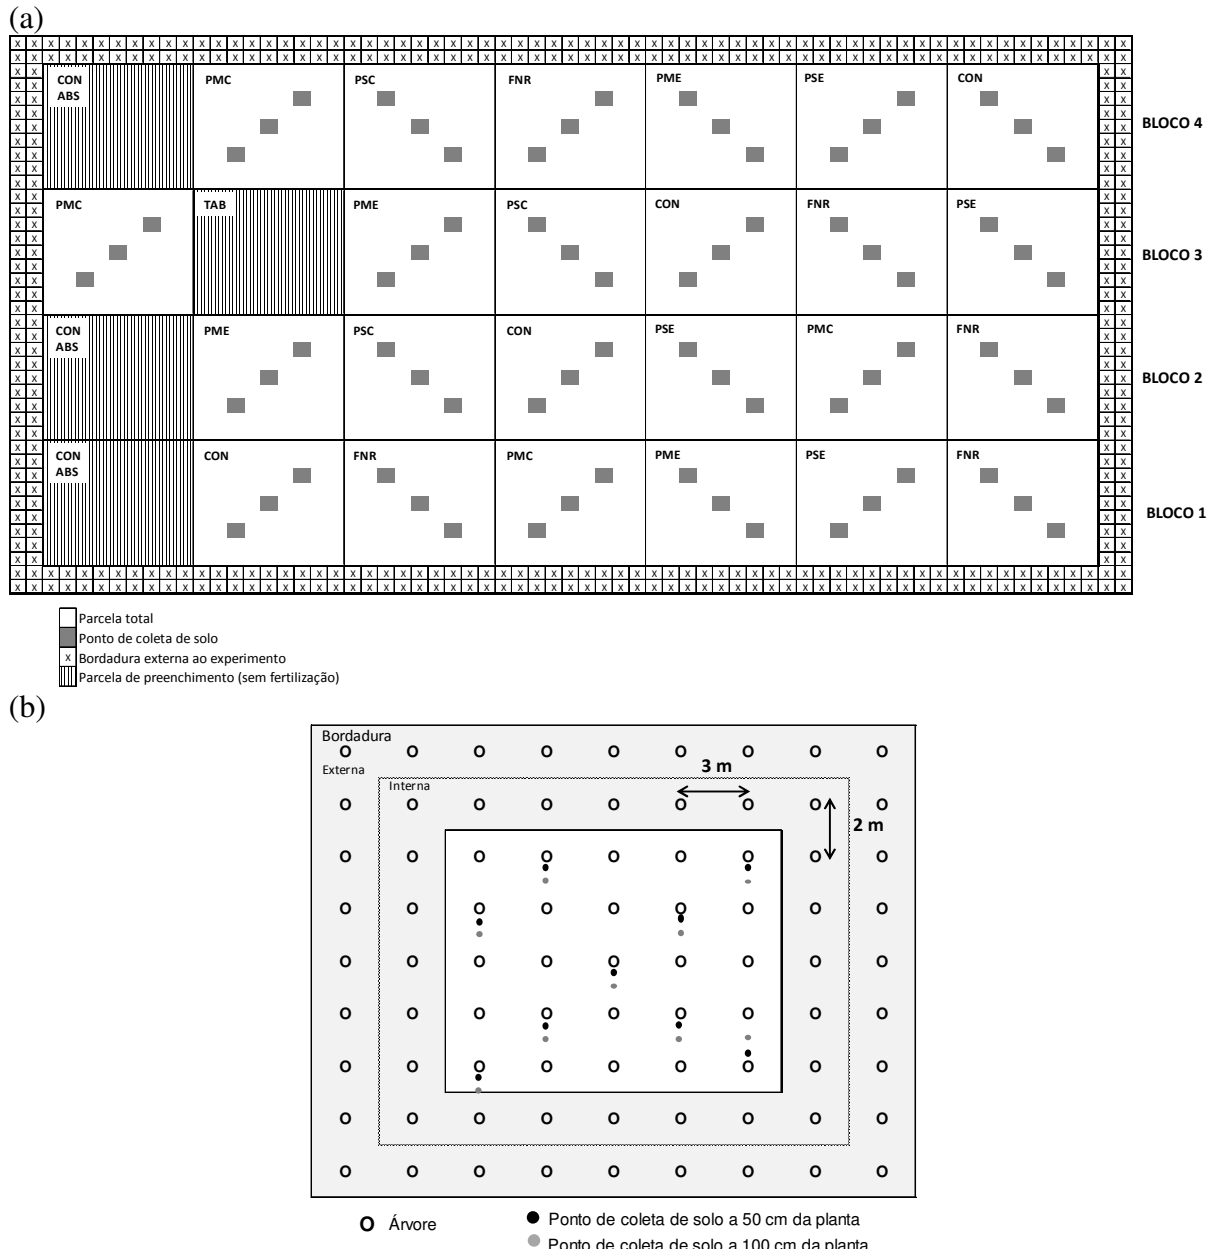 (a)
x x x x x x x x x x x x x x x x x x x x x x x x x x x x x x x x x x x x x x x x x x x x x x x x x x x x x x x x x x x x x x x x x x x
CON PMC PSC FNR PME PSE CON
ABS
BLOCO 4
PMC TAB PME PSC CON FNR PSE
BLOCO 3
CON PME PSC CON PSE PMC FNR
ABS
BLOCO 2
CON CON FNR PMC PME PSE FNR
ABS
BLOCO 1
Parcela total
Ponto de coleta de solo
x Bordadura externa ao experimento
Parcela de preenchimento (sem fertilização)
(b)
Bordadura
Externa
Interna
3 m
2 m
O Árvore
Ponto de coleta de solo a 50 cm da planta
Ponto de coleta de solo a 100 cm da planta